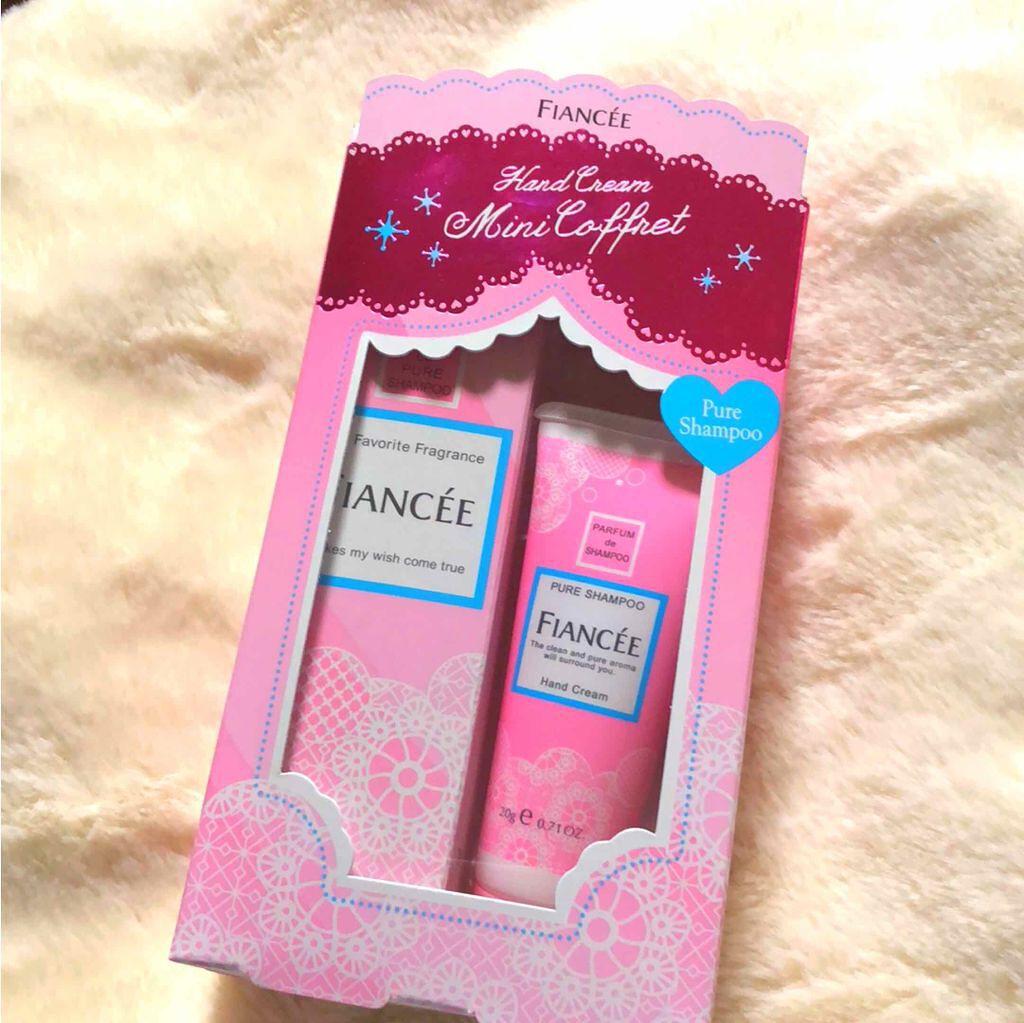 FIANCÉE
Hand Cream
Mini Coffret
Pure
Shampoo
PURE
SHAMPOO
Favorite Fragrance
FIANCÉE
my wish come true
PARFUM
de
SHAMPOO
PURE SHAMPOO
FIANCÉE
The clean and pure aroma
will surround you.
Hand Cream
20g e 0.71OZ.